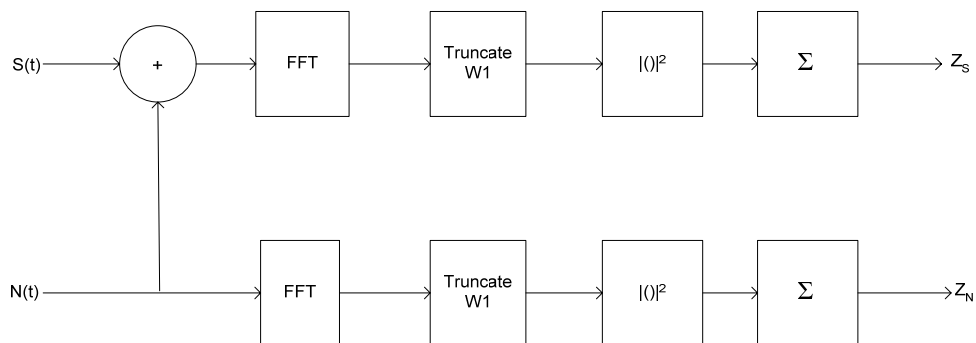 S(t)
+
FFT
Truncate
W1
|()|²
Σ
Z_S
N(t)
FFT
Truncate
W1
|()|²
Σ
Z_N